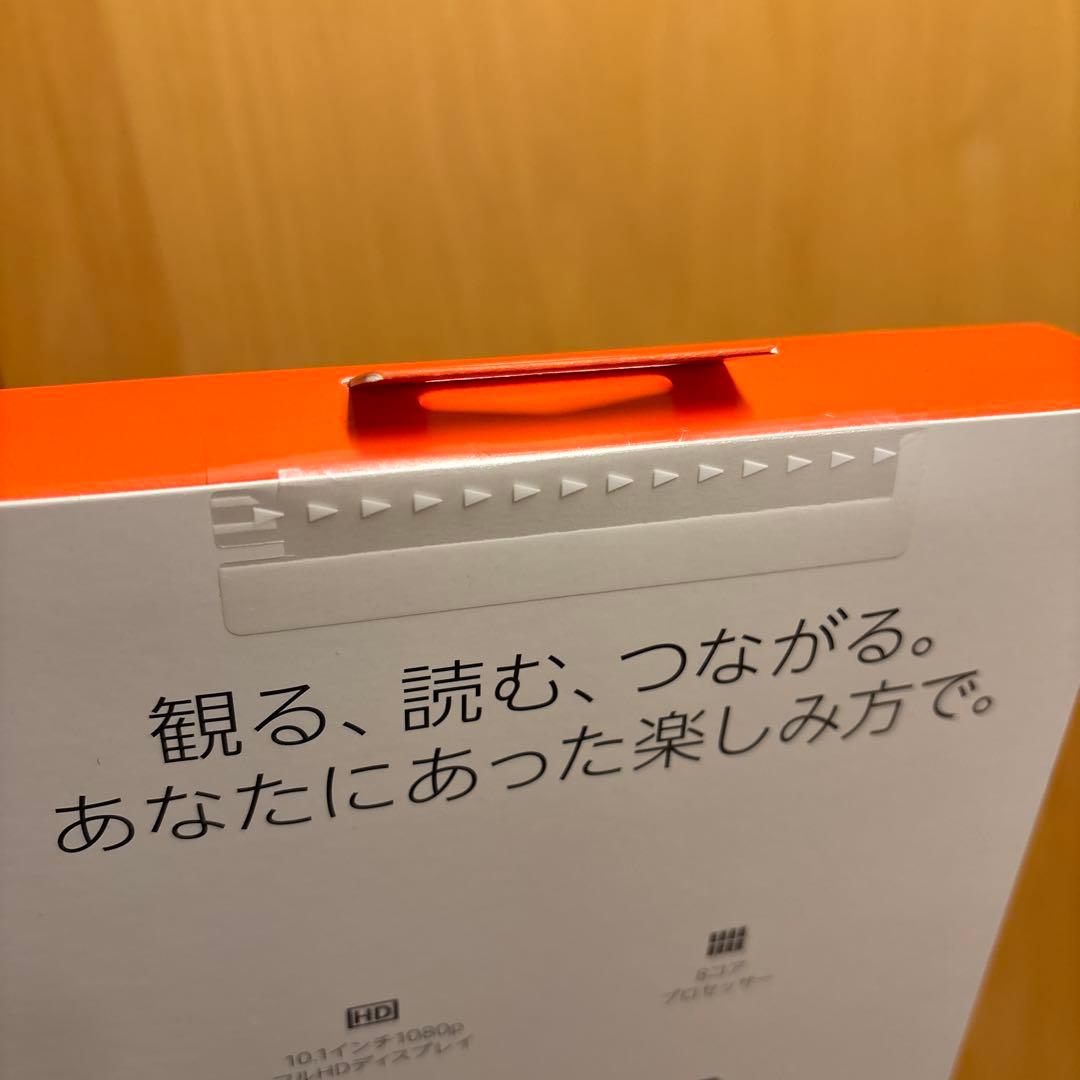 観る、読む、つながる。
あなたにあった楽しみ方で。
8コア
プロセッサー
HD
10.1インチ1080p
フルHDディスプレイ